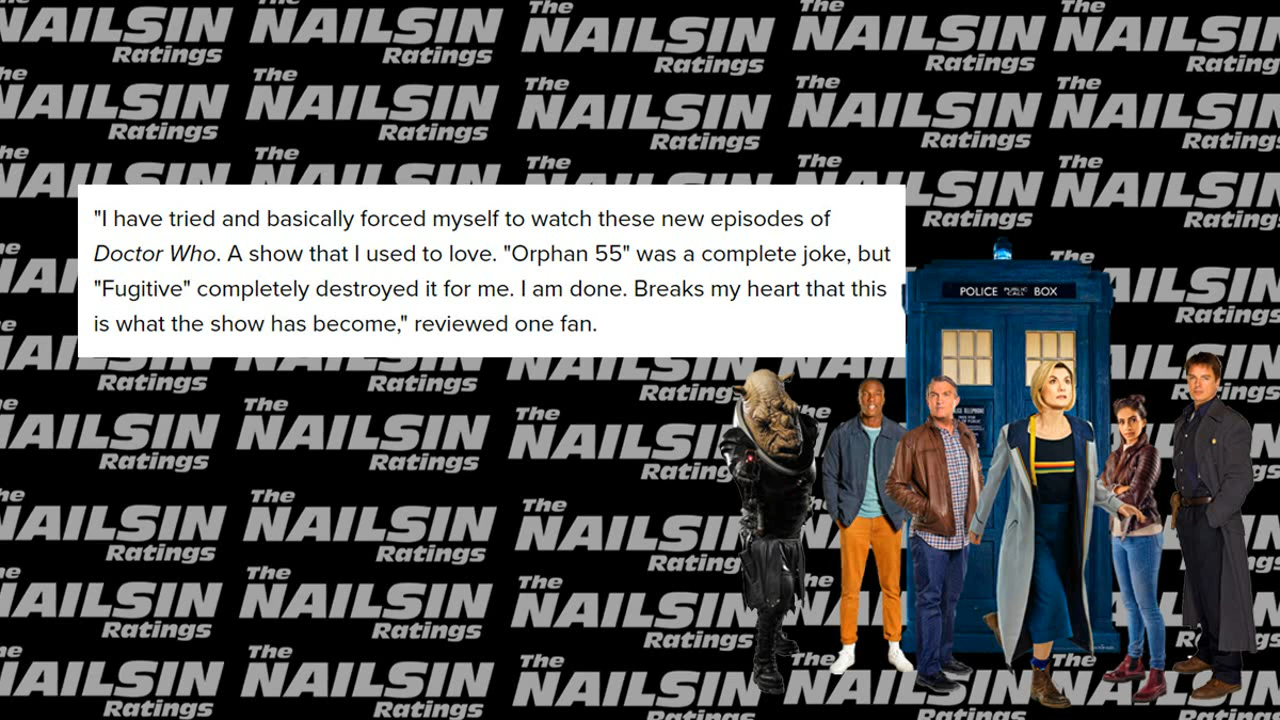 The NAILSIN Ratings
"I have tried and basically forced myself to watch these new episodes of
Doctor Who. A show that I used to love. "Orphan 55" was a complete joke, but
"Fugitive" completely destroyed it for me. I am done. Breaks my heart that this
is what the show has become," reviewed one fan.
POLICE PUBLIC CALL BOX